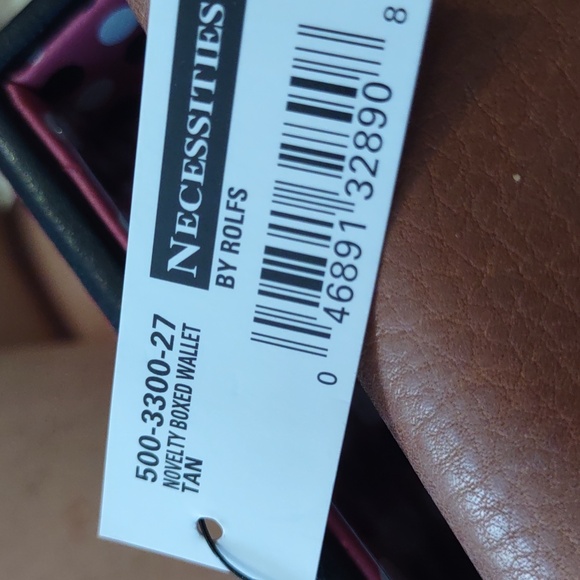 NECESSITIES
BY ROLFS
500-3300-27
NOVELTY BOXED WALLET
TAN
0 46891 32890 8